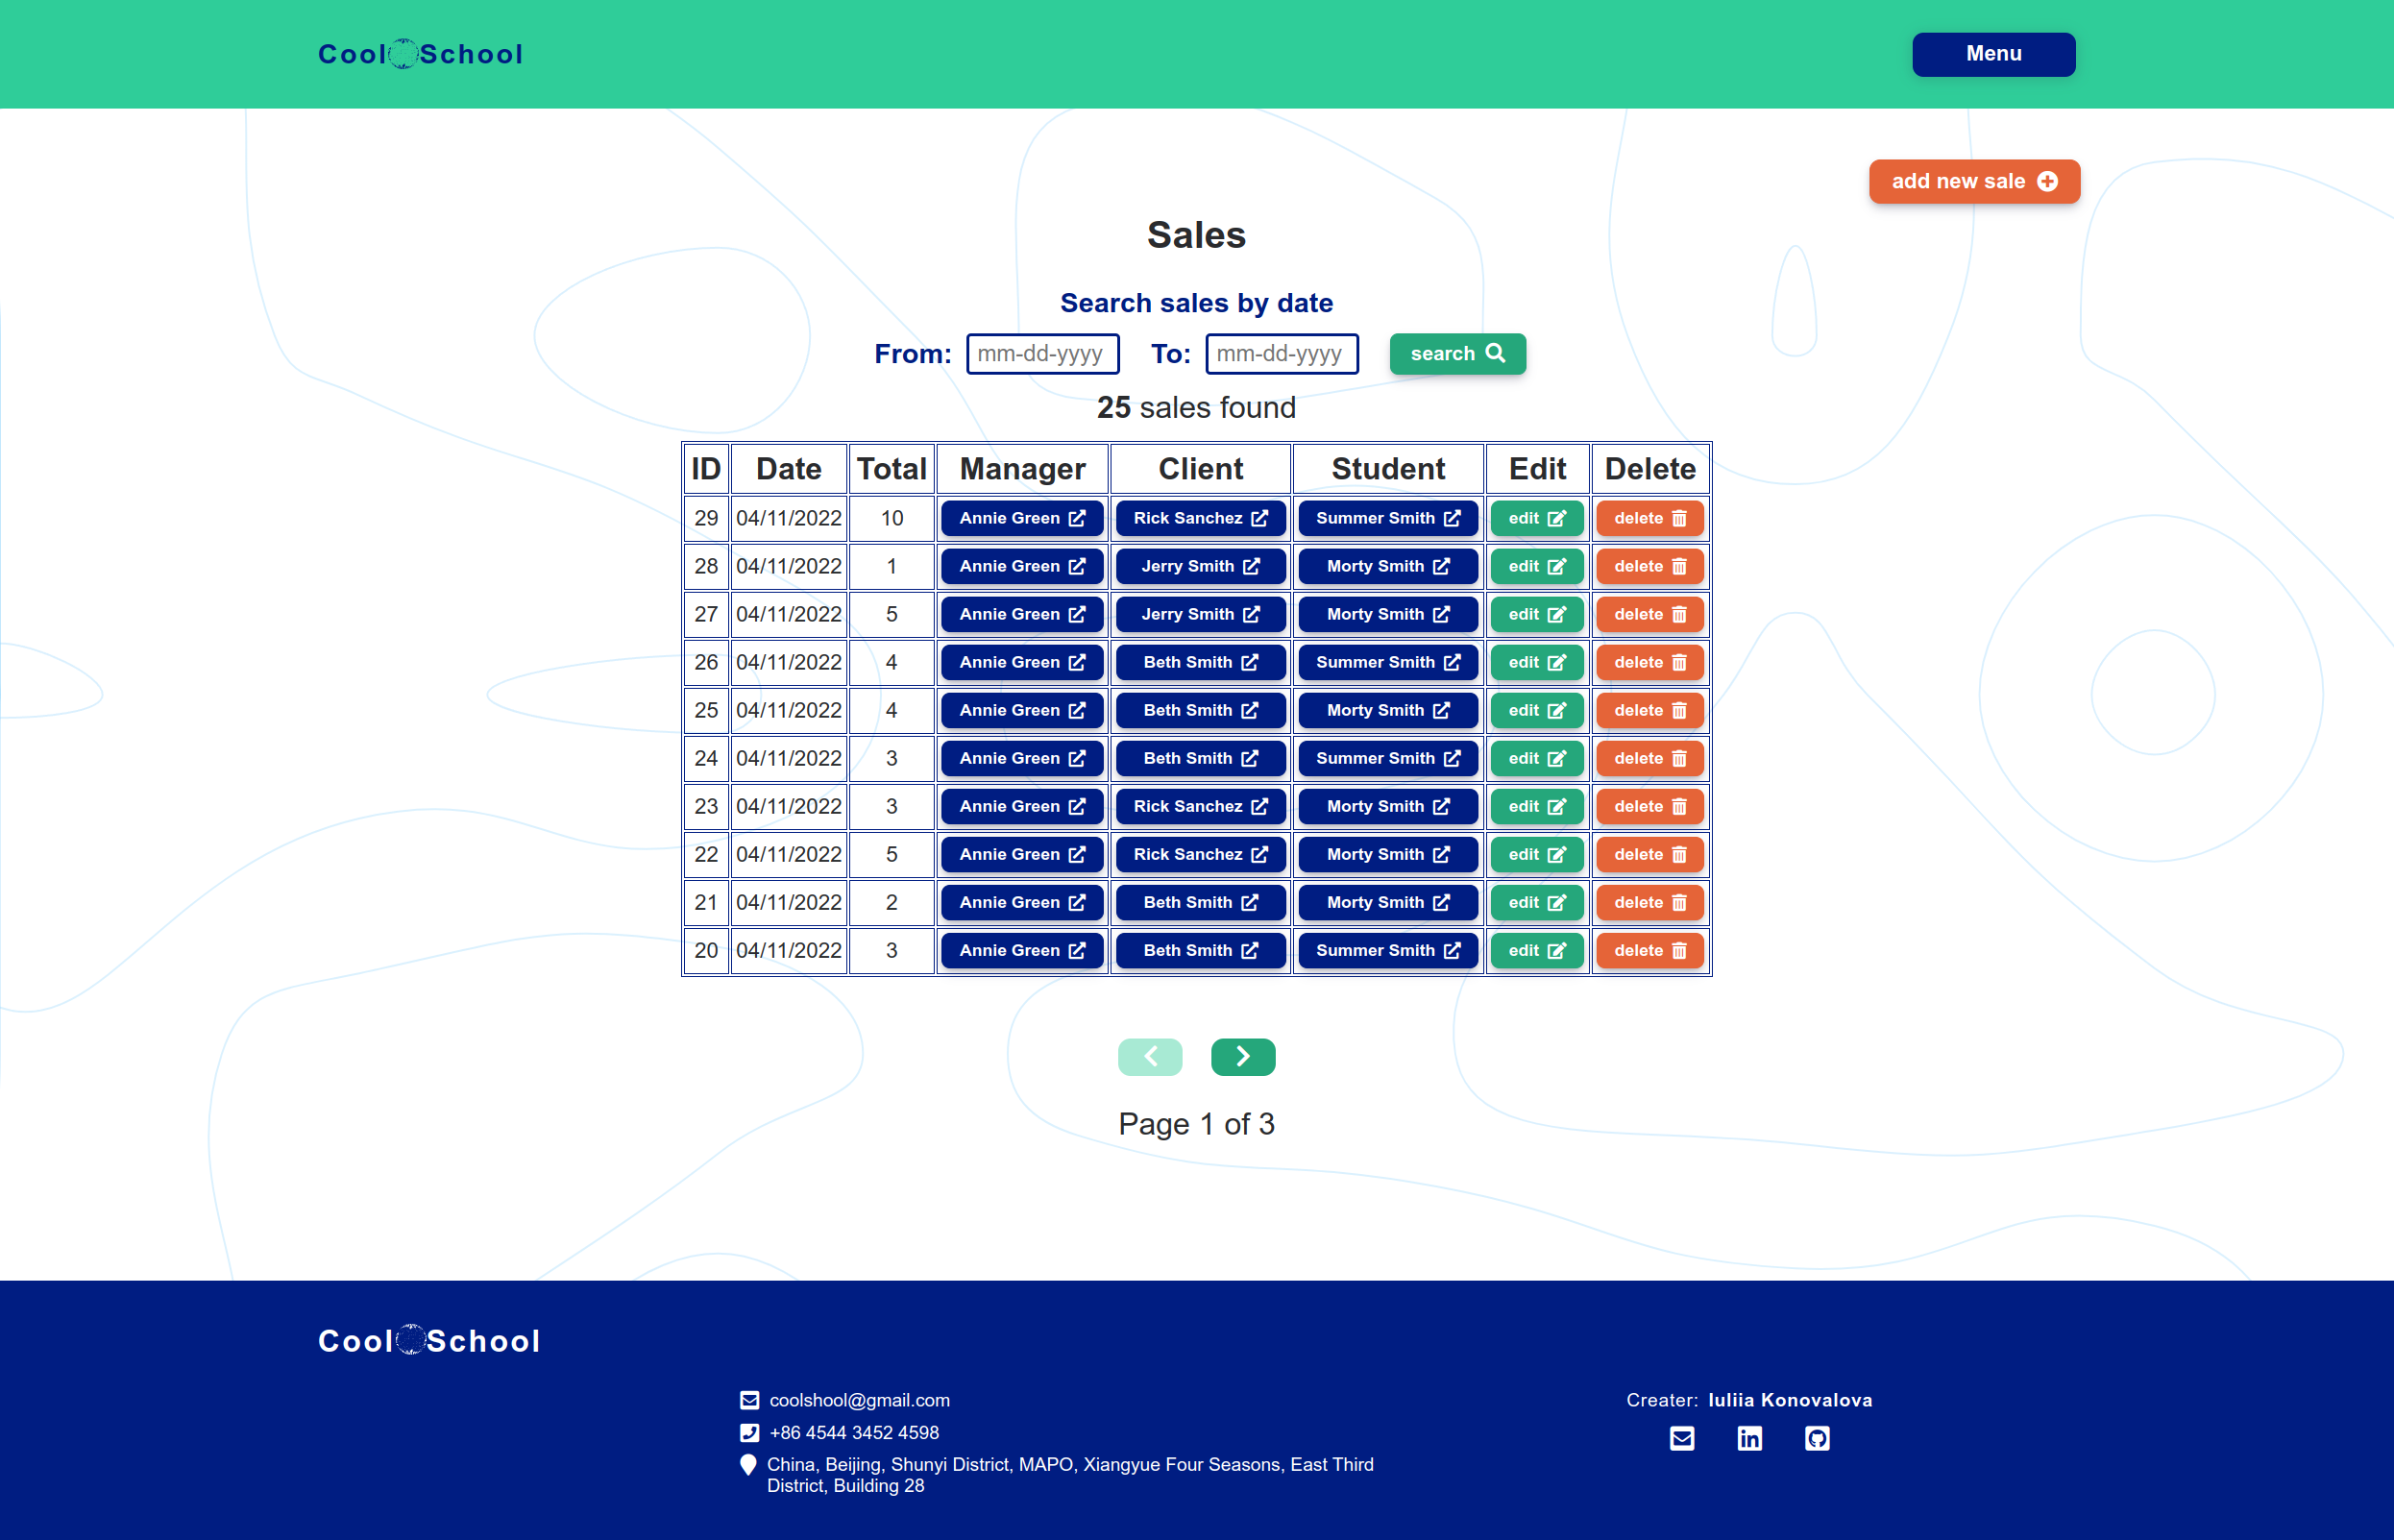 Cool School
Menu
add new sale
Sales
Search sales by date
From: mm-dd-yyyy To: mm-dd-yyyy search
25 sales found
ID Date Total Manager Client Student Edit Delete
29 04/11/2022 10 Annie Green Rick Sanchez Summer Smith edit delete
28 04/11/2022 1 Annie Green Jerry Smith Morty Smith edit delete
27 04/11/2022 5 Annie Green Jerry Smith Morty Smith edit delete
26 04/11/2022 4 Annie Green Beth Smith Summer Smith edit delete
25 04/11/2022 4 Annie Green Beth Smith Morty Smith edit delete
24 04/11/2022 3 Annie Green Beth Smith Summer Smith edit delete
23 04/11/2022 3 Annie Green Rick Sanchez Morty Smith edit delete
22 04/11/2022 5 Annie Green Rick Sanchez Morty Smith edit delete
21 04/11/2022 2 Annie Green Beth Smith Morty Smith edit delete
20 04/11/2022 3 Annie Green Beth Smith Summer Smith edit delete
Page 1 of 3
Cool School
coolshool@gmail.com
+86 4544 3452 4598
China, Beijing, Shunyi District, MAPO, Xiangyue Four Seasons, East Third
District, Building 28
Creater: Iuliia Konovalova